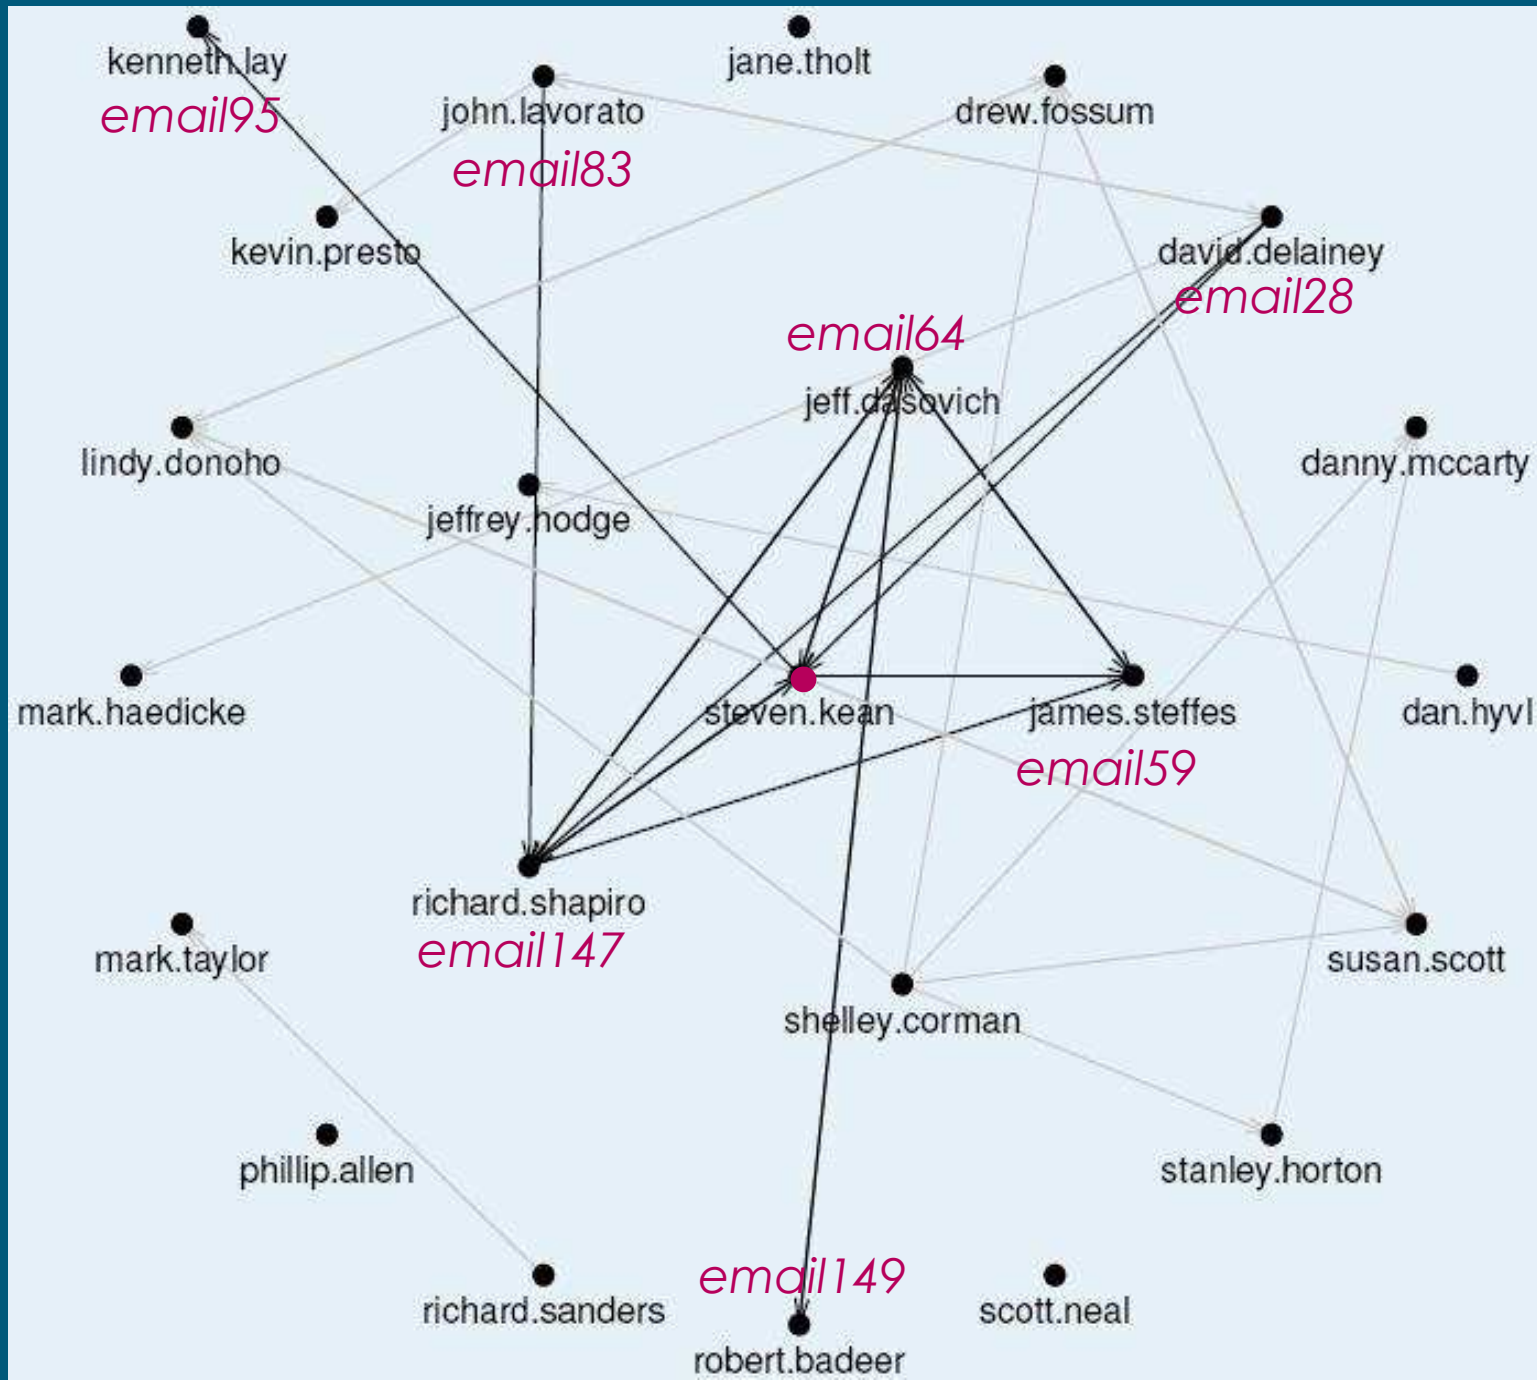 kenneth.lay
email95
jane.tholt
john.lavorato
email83
drew.fossum
kevin.presto
david.delainey
email28
email64
jeff.dasovich
lindy.donoho
danny.mccarty
jeffrey.hodge
mark.haedicke
steven.kean
james.steffes
email59
dan.hyvl
richard.shapiro
email147
mark.taylor
susan.scott
shelley.corman
phillip.allen
stanley.horton
email149
richard.sanders
scott.neal
robert.badeer